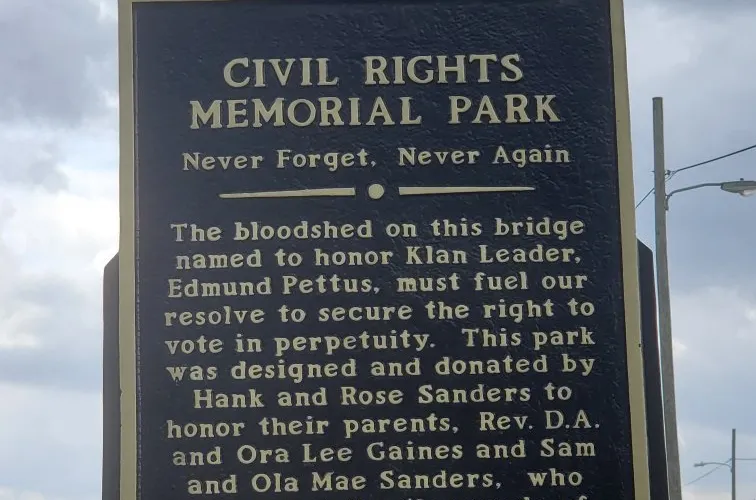 CIVIL RIGHTS
MEMORIAL PARK
Never Forget, Never Again
The bloodshed on this bridge
named to honor Klan Leader,
Edmund Pettus, must fuel our
resolve to secure the right to
vote in perpetuity. This park
was designed and donated by
Hank and Rose Sanders to
honor their parents, Rev. D.A.
and Ora Lee Gaines and Sam
and Ola Mae Sanders, who